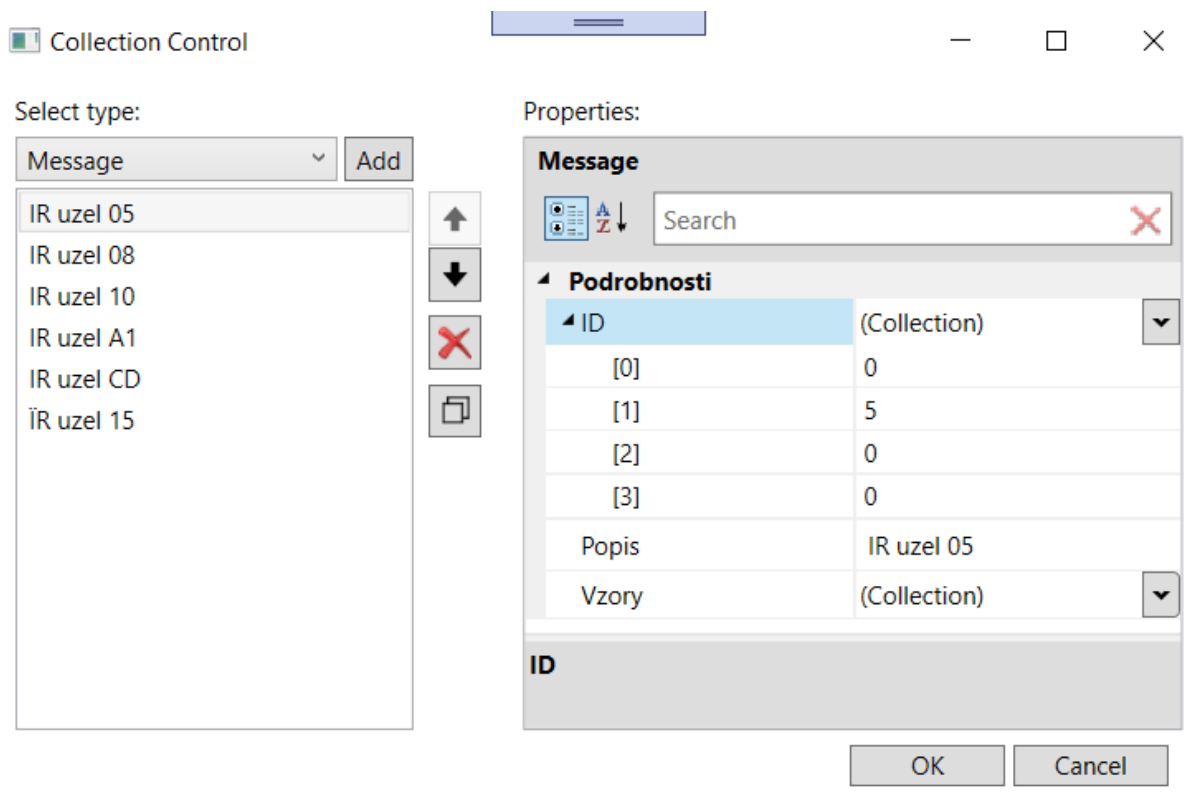 Collection Control
Select type:
Message
Add
IR uzel 05
IR uzel 08
IR uzel 10
IR uzel A1
IR uzel CD
ÏR uzel 15
Properties:
Message
A
Z
Search
Podrobnosti
ID (Collection)
[0] 0
[1] 5
[2] 0
[3] 0
Popis IR uzel 05
Vzory (Collection)
ID
OK Cancel